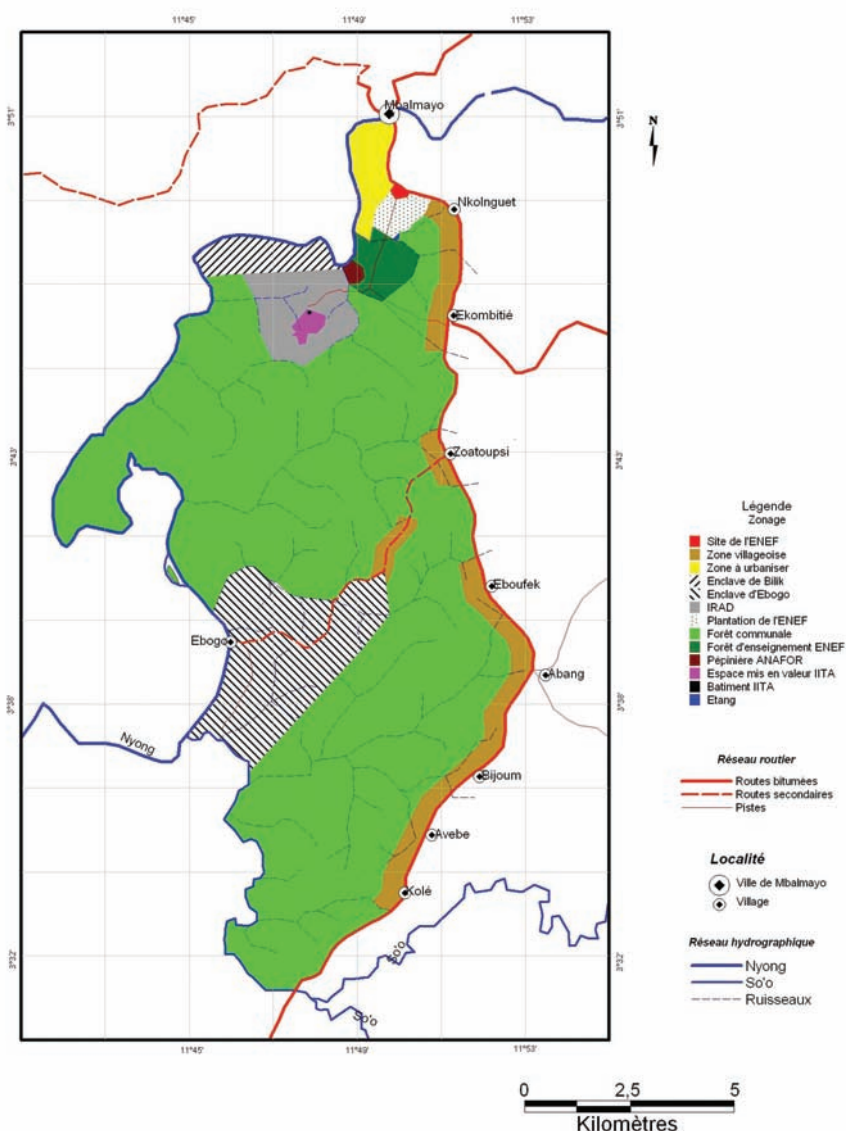 11°45'
11°49'
11°53'
3°51'
3°51'
N
Mbalmayo
Nkolnguet
Ekombitié
3°43'
3°43'
Zoatoupsi
Eboufek
Ebogo
Abang
3°38'
3°38'
Nyong
Bijoum
Avebe
Kolé
3°32'
3°32'
So'o
So'o
11°45'
11°49'
11°53'
Légende
Zonage
Site de l'ENEF
Zone villageoise
Zone à urbaniser
Enclave de Bilik
Enclave d'Ebogo
IRAD
Plantation de l'ENEF
Forêt communale
Forêt d'enseignement ENEF
Pépinière ANAFOR
Espace mis en valeur IITA
Batiment IITA
Etang
Réseau routier
Routes bitumées
Routes secondaires
Pistes
Localité
Ville de Mbalmayo
Village
Réseau hydrographique
Nyong
So'o
Ruisseaux
0 2,5 5
Kilomètres